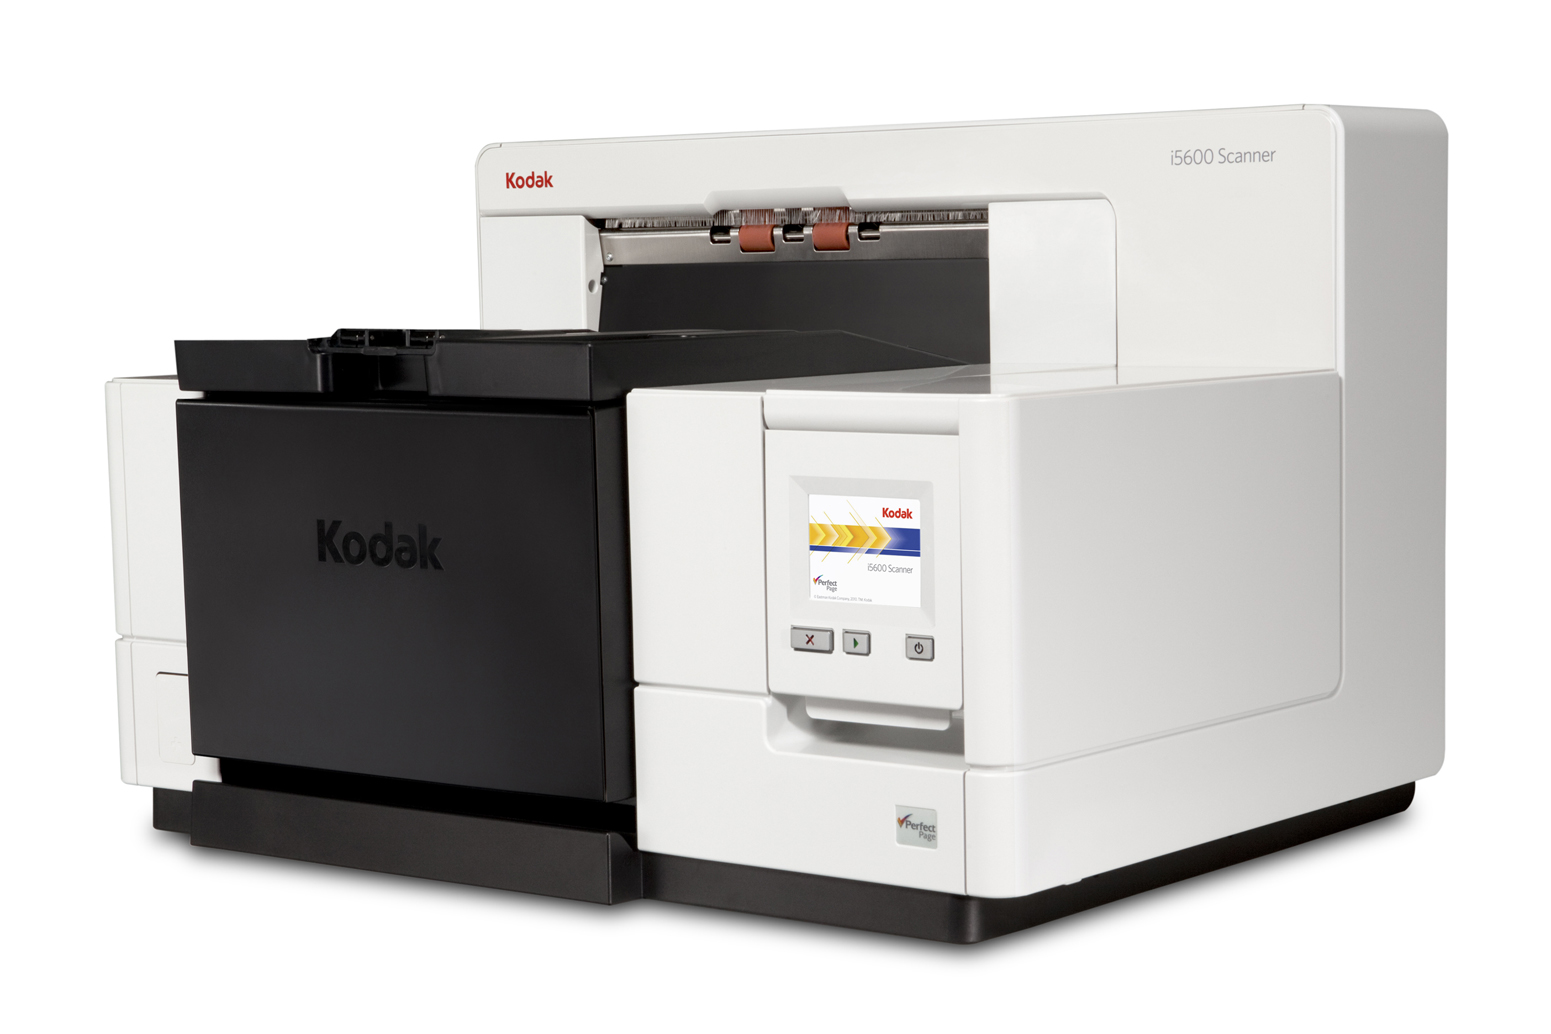 Kodak
i5600 Scanner
Kodak
Kodak
i5600 Scanner
Perfect
Page
Perfect
Page